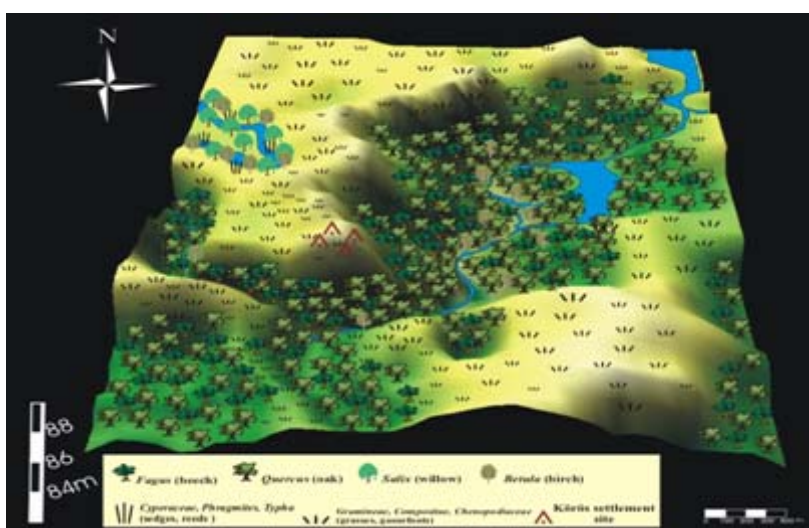 N
88
86
84m
Fagus (beech) Quercus (oak) Salix (willow) Betula (birch)
Cyperaceae, Phragmites, Typha Gramineae, Compositae, Chenopodiaceae Körös settlement
(sedges, reeds ) (grasses, goosefoots) site